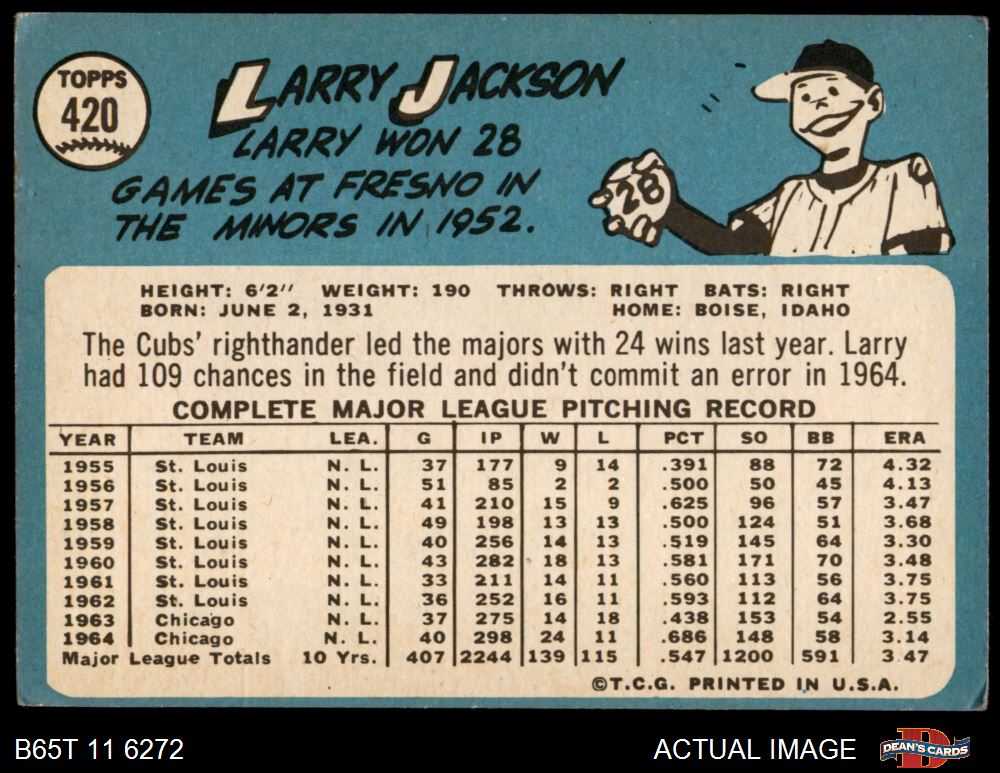 TOPPS
420
LARRY JACKSON
LARRY WON 28
GAMES AT FRESNO IN
THE MINORS IN 1952.
28
HEIGHT: 6'2" WEIGHT: 190 THROWS: RIGHT BATS: RIGHT
BORN: JUNE 2, 1931 HOME: BOISE, IDAHO
The Cubs' righthander led the majors with 24 wins last year. Larry
had 109 chances in the field and didn't commit an error in 1964.
COMPLETE MAJOR LEAGUE PITCHING RECORD
YEAR TEAM LEA. G IP W L PCT SO BB ERA
1955 St. Louis N. L. 37 177 9 14 .391 88 72 4.32
1956 St. Louis N. L. 51 85 2 2 .500 50 45 4.13
1957 St. Louis N. L. 41 210 15 9 .625 96 57 3.47
1958 St. Louis N. L. 49 198 13 13 .500 124 51 3.68
1959 St. Louis N. L. 40 256 14 13 .519 145 64 3.30
1960 St. Louis N. L. 43 282 18 13 .581 171 70 3.48
1961 St. Louis N. L. 33 211 14 11 .560 113 56 3.75
1962 St. Louis N. L. 36 252 16 11 .593 112 64 3.75
1963 Chicago N. L. 37 275 14 18 .438 153 54 2.55
1964 Chicago N. L. 40 298 24 11 .686 148 58 3.14
Major League Totals 10 Yrs. 407 2244 139 115 .547 1200 591 3.47
©T.C.G. PRINTED IN U.S.A.
B65T 11 6272 ACTUAL IMAGE DEAN'S CARDS